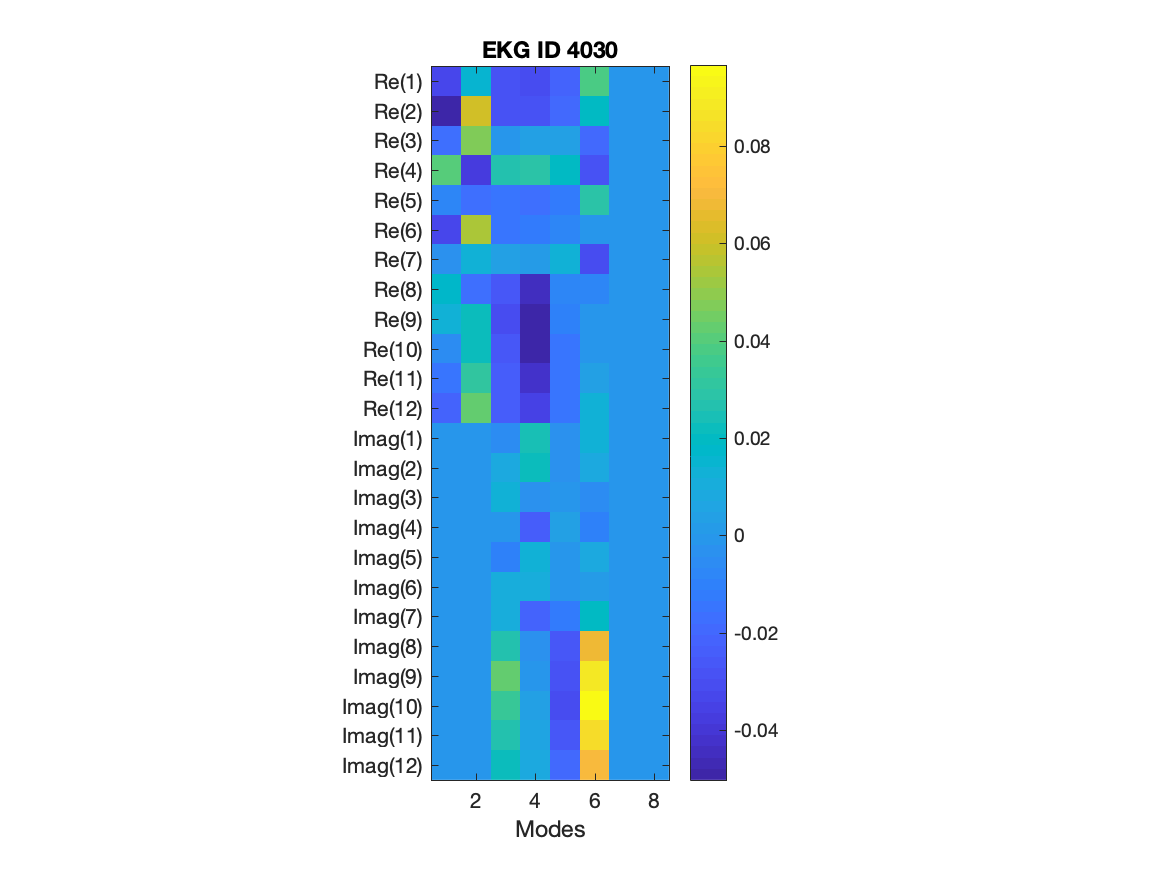 EKG ID 4030
Re(1)
Re(2)
Re(3)
Re(4)
Re(5)
Re(6)
Re(7)
Re(8)
Re(9)
Re(10)
Re(11)
Re(12)
Imag(1)
Imag(2)
Imag(3)
Imag(4)
Imag(5)
Imag(6)
Imag(7)
Imag(8)
Imag(9)
Imag(10)
Imag(11)
Imag(12)
2 4 6 8
Modes
0.08
0.06
0.04
0.02
0
-0.02
-0.04